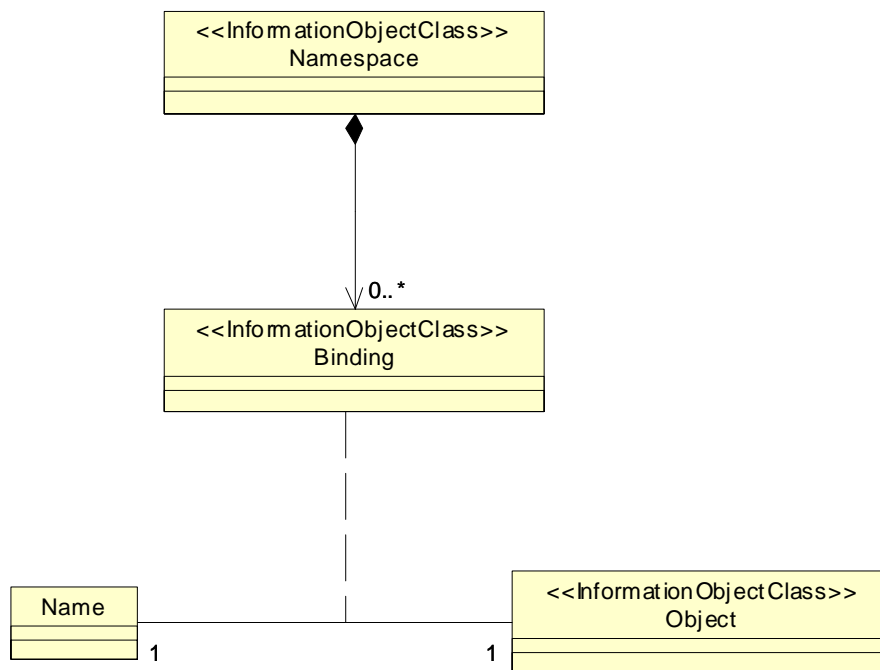 <<InformationObjectClass>>
Namespace
0..*
<<InformationObjectClass>>
Binding
<<InformationObjectClass>>
Object
Name
1
1